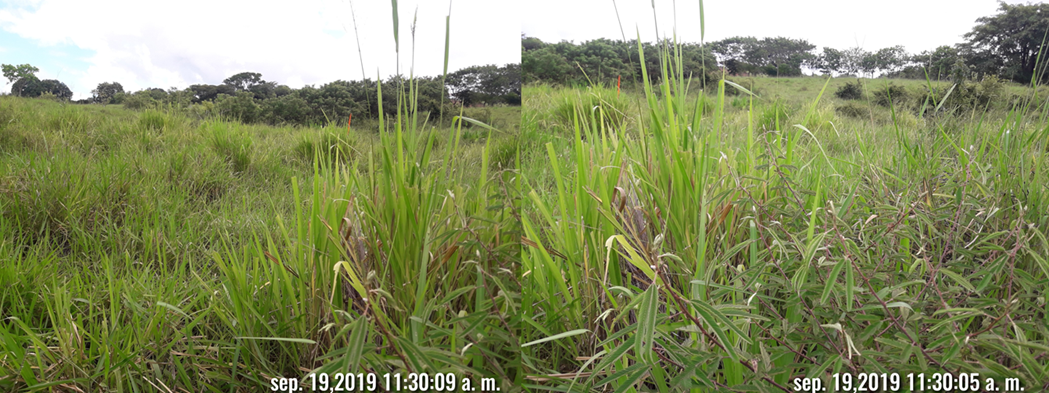 sep. 19,2019 11:30:09 a. m.
sep. 19,2019 11:30:05 a. m.